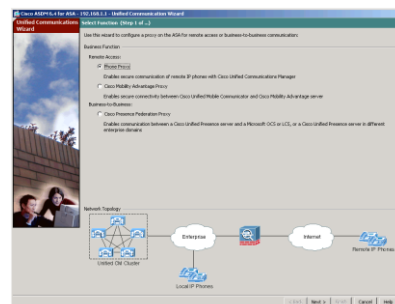 Cisco ASDM 6.4 for ASA - 192.168.1.1 - Unified Communication Wizard
Unified Communications Wizard
Select Function (Step 1 of ...)
Use this wizard to configure a proxy on the ASA for remote access or business-to-business communication:
Business Function
Remote Access:
Phone Proxy
Enables secure communication of remote IP phones with Cisco Unified Communications Manager
Cisco Mobility Advantage Proxy
Enables secure connectivity between Cisco Unified Mobile Communicator and Cisco Mobility Advantage server
Business-to-Business:
Cisco Presence Federation Proxy
Enables communication between a Cisco Unified Presence server and a Microsoft OCS or LCS, or a Cisco Unified Presence server in different
enterprise domains
Network Topology
Enterprise
Internet
Remote IP Phones
Unified CM Cluster
Local IP Phones
Next >
Cancel
Help